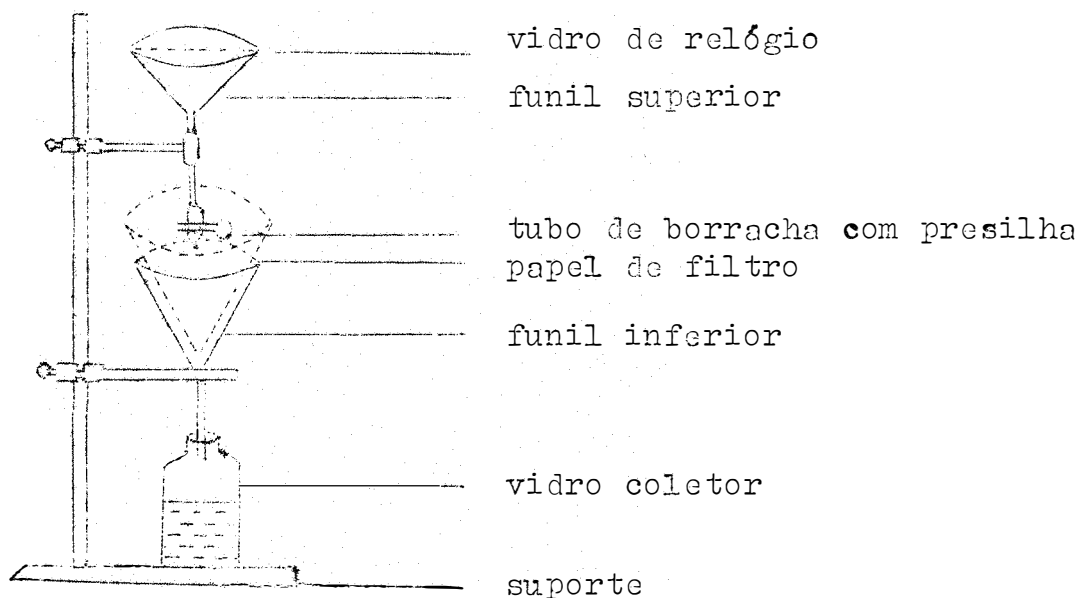 vidro de relógio
funil superior
tubo de borracha com presilha
papel de filtro
funil inferior
vidro coletor
suporte